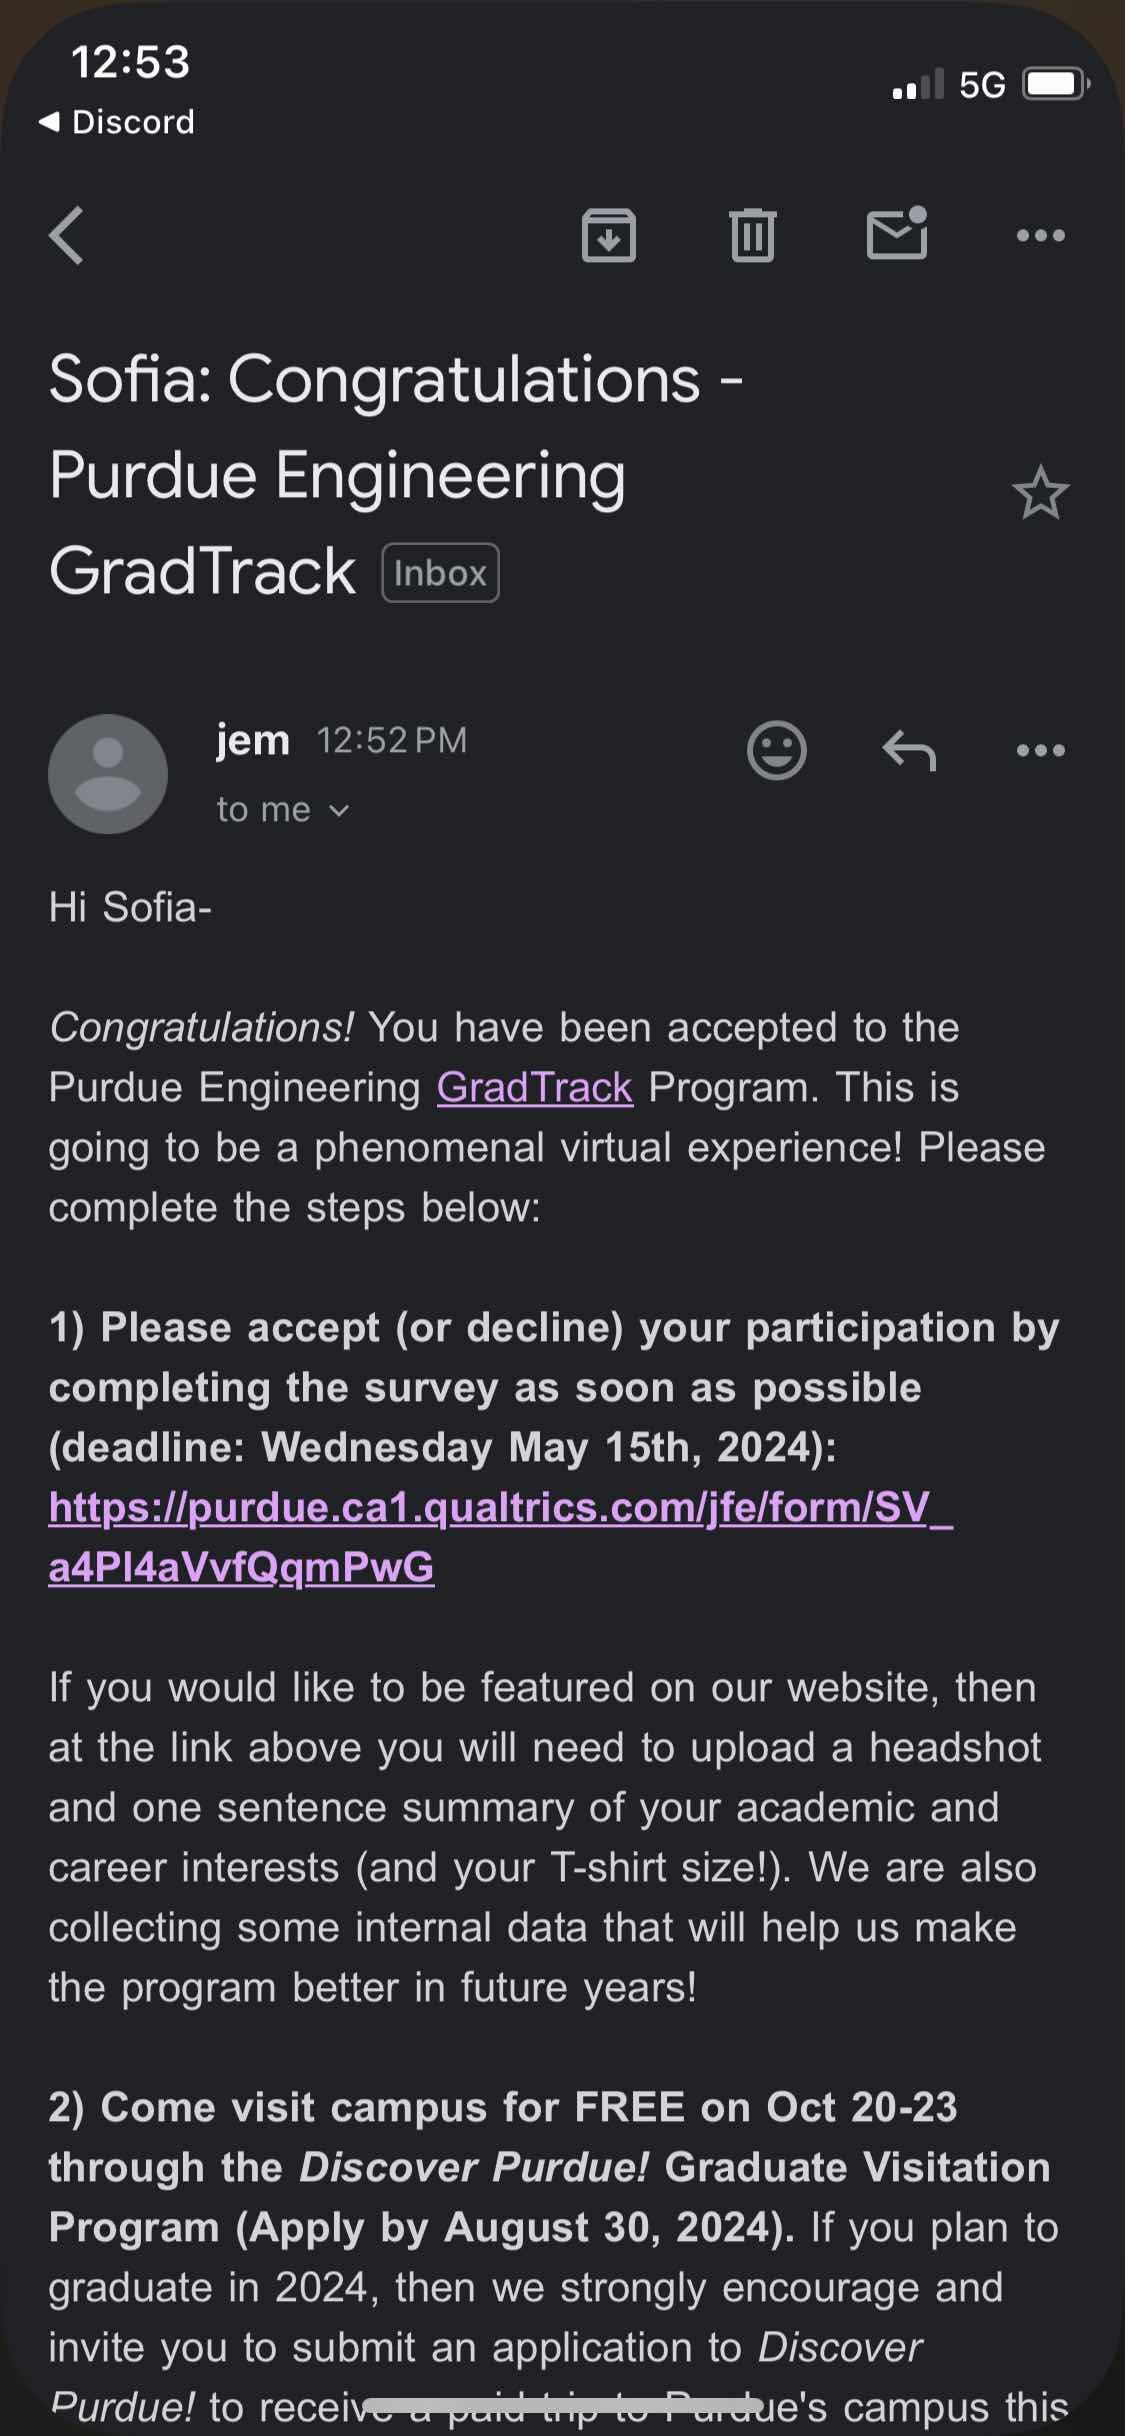 12:53
5G
Discord
Sofia: Congratulations -
Purdue Engineering
GradTrack Inbox
jem 12:52 PM
to me
Hi Sofia-
Congratulations! You have been accepted to the
Purdue Engineering GradTrack Program. This is
going to be a phenomenal virtual experience! Please
complete the steps below:
1) Please accept (or decline) your participation by
completing the survey as soon as possible
(deadline: Wednesday May 15th, 2024):
https://purdue.ca1.qualtrics.com/jfe/form/SV_
a4Pl4aVvfQqmPwG
If you would like to be featured on our website, then
at the link above you will need to upload a headshot
and one sentence summary of your academic and
career interests (and your T-shirt size!). We are also
collecting some internal data that will help us make
the program better in future years!
2) Come visit campus for FREE on Oct 20-23
through the Discover Purdue! Graduate Visitation
Program (Apply by August 30, 2024). If you plan to
graduate in 2024, then we strongly encourage and
invite you to submit an application to Discover
Purdue! to receive a paid trip to Purdue's campus this